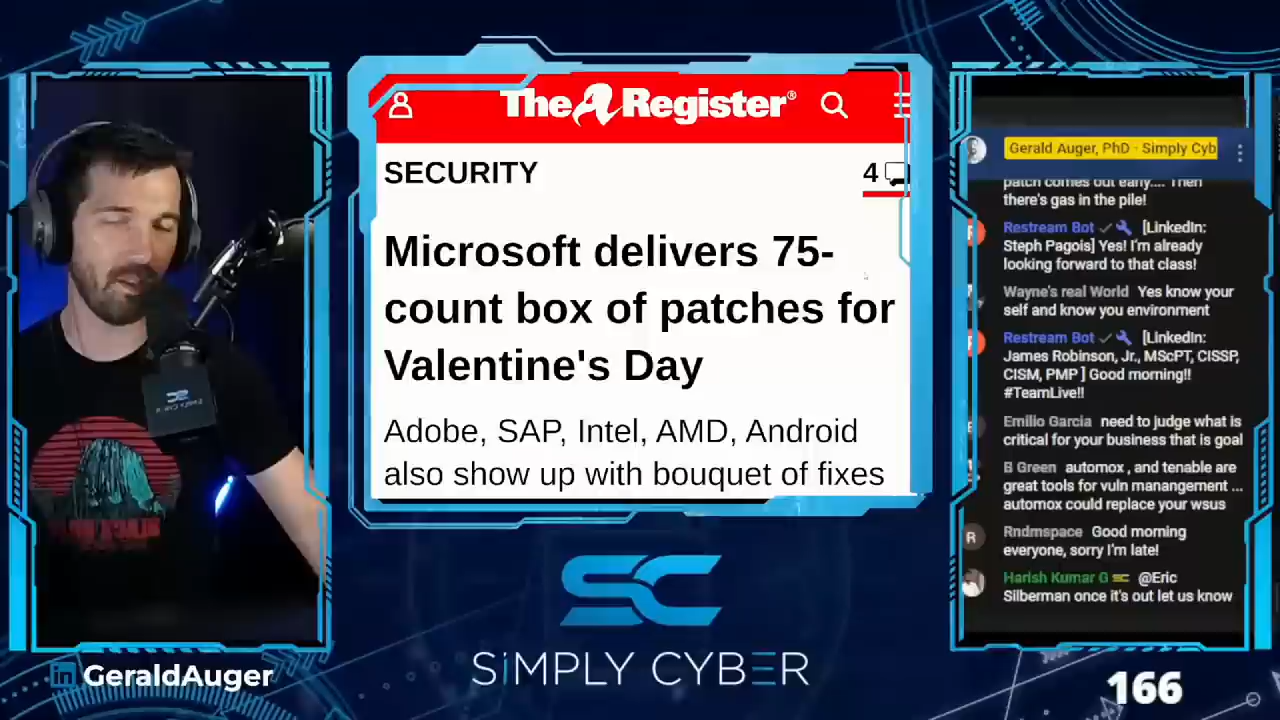 The Register®
SECURITY
4
Microsoft delivers 75-
count box of patches for
Valentine's Day
Adobe, SAP, Intel, AMD, Android
also show up with bouquet of fixes
SC
SiMPLY CYBER
in GeraldAuger
Gerald Auger, PhD - Simply Cyb
patch comes out early.... Then
there's gas in the pile!
Restream Bot [LinkedIn:
Steph Pagois] Yes! I'm already
looking forward to that class!
Wayne's real World Yes know your
self and know you environment
Restream Bot [LinkedIn:
James Robinson, Jr., MScPT, CISSP,
CISM, PMP ] Good morning!!
#TeamLive!!
Emilio Garcia need to judge what is
critical for your business that is goal
B Green automox , and tenable are
great tools for vuln manangement ...
automox could replace your wsus
R Rndmspace Good morning
everyone, sorry I'm late!
Harish Kumar G SC @Eric
Silberman once it's out let us know
166